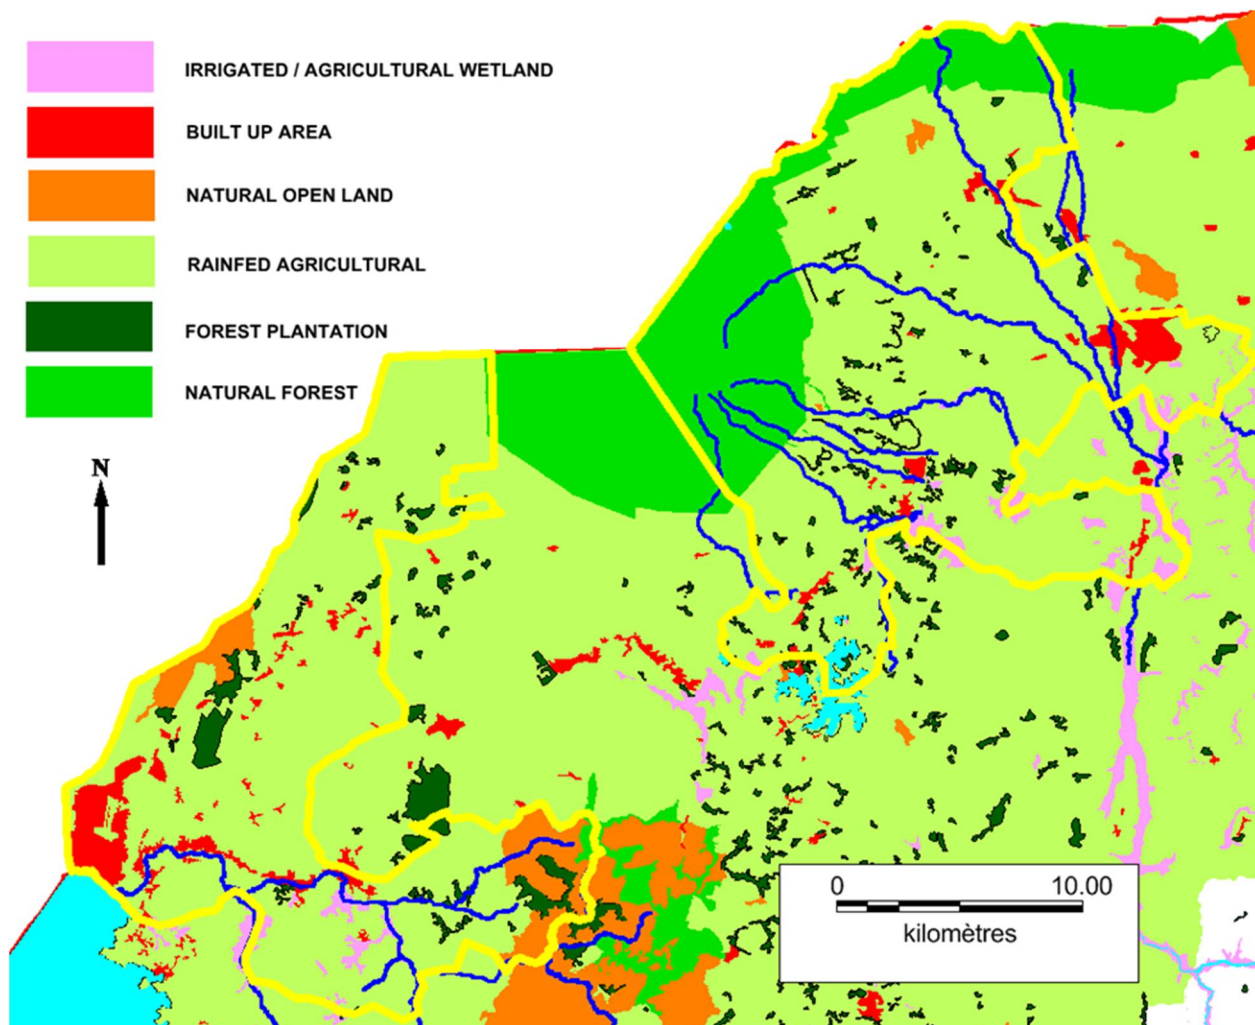 IRRIGATED / AGRICULTURAL WETLAND
BUILT UP AREA
NATURAL OPEN LAND
RAINFED AGRICULTURAL
FOREST PLANTATION
NATURAL FOREST
N
0 10.00
kilomètres